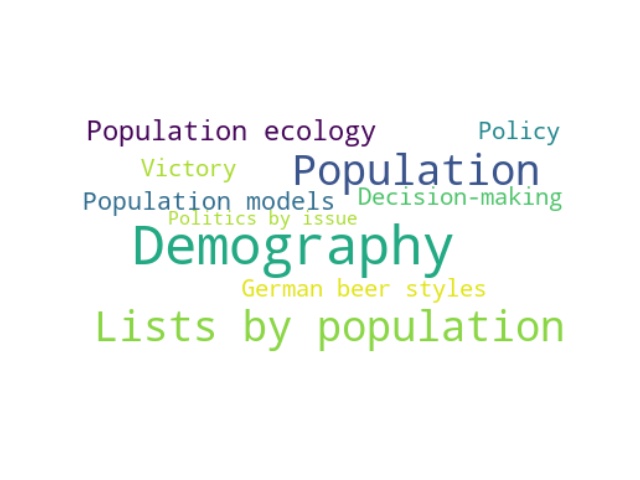 Population ecology
Policy
Victory
Population
Population models
Decision-making
Politics by issue
Demography
German beer styles
Lists by population